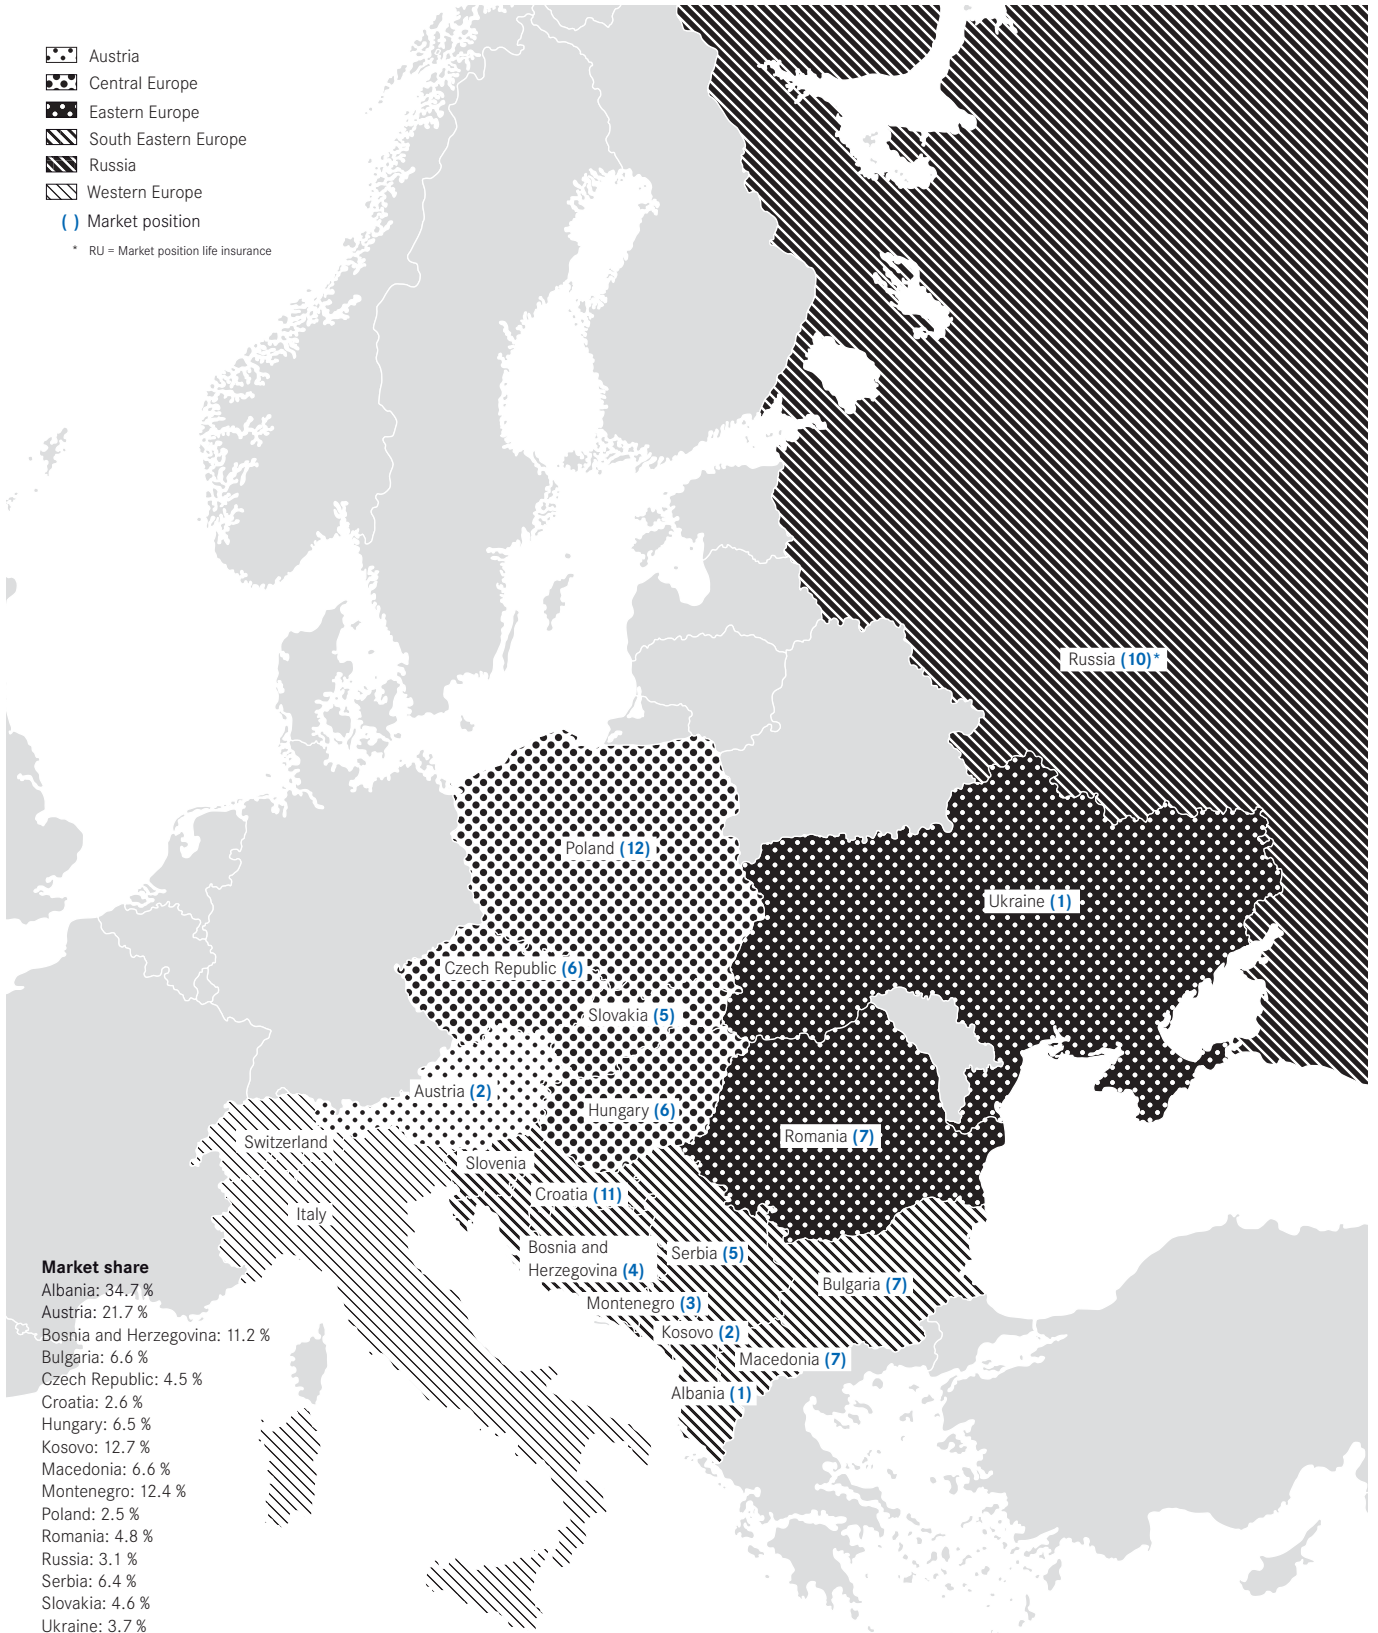 Austria
Central Europe
Eastern Europe
South Eastern Europe
Russia
Western Europe
( ) Market position
* RU = Market position life insurance
Russia (10)*
Poland (12)
Ukraine (1)
Czech Republic (6)
Slovakia (5)
Austria (2)
Hungary (6)
Romania (7)
Switzerland
Slovenia
Croatia (11)
Italy
Bosnia and
Herzegovina (4)
Serbia (5)
Bulgaria (7)
Montenegro (3)
Kosovo (2)
Macedonia (7)
Albania (1)
Market share
Albania: 34.7 %
Austria: 21.7 %
Bosnia and Herzegovina: 11.2 %
Bulgaria: 6.6 %
Czech Republic: 4.5 %
Croatia: 2.6 %
Hungary: 6.5 %
Kosovo: 12.7 %
Macedonia: 6.6 %
Montenegro: 12.4 %
Poland: 2.5 %
Romania: 4.8 %
Russia: 3.1 %
Serbia: 6.4 %
Slovakia: 4.6 %
Ukraine: 3.7 %